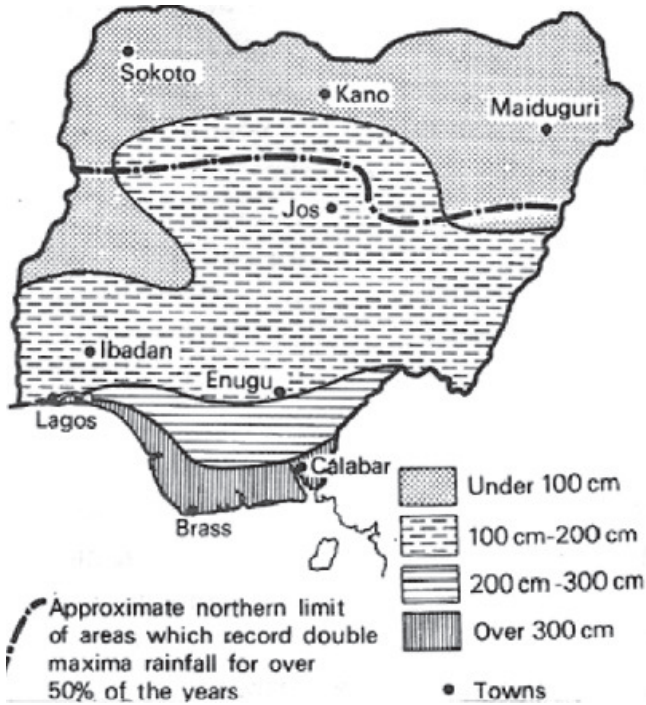 Sokoto
Kano
Maiduguri
Jos
Ibadan
Enugu
Lagos
Calabar
Brass
Under 100 cm
100 cm-200 cm
200 cm-300 cm
Over 300 cm
Approximate northern limit
of areas which record double
maxima rainfall for over
50% of the years
Towns